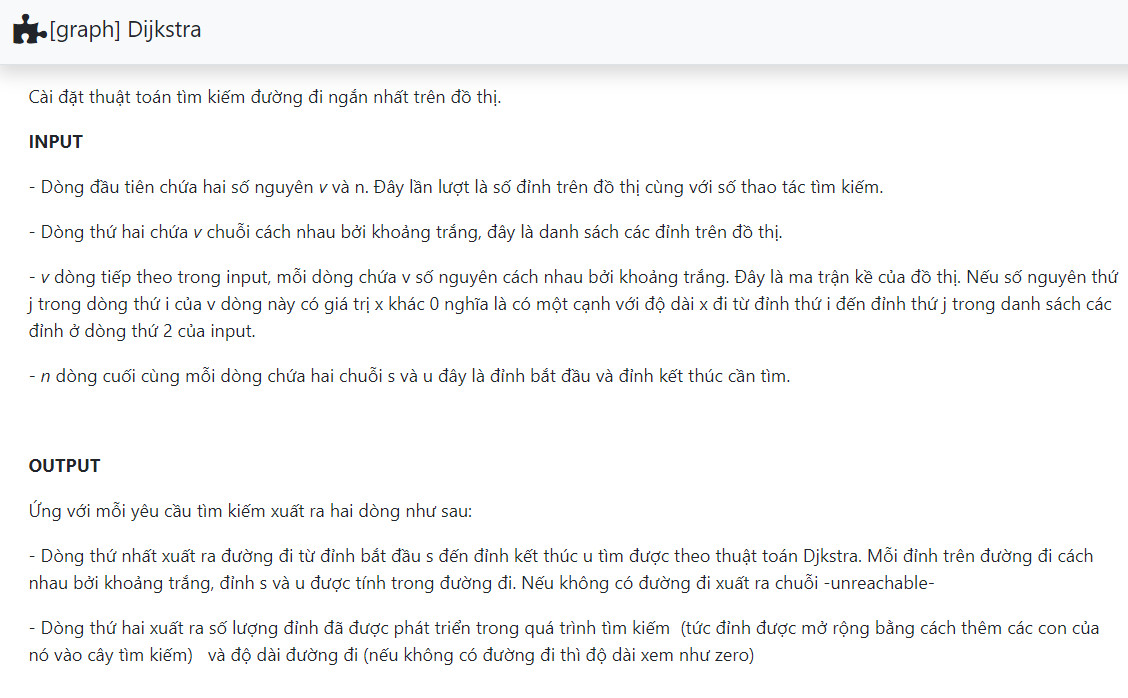 [graph] Dijkstra
Cài đặt thuật toán tìm kiếm đường đi ngắn nhất trên đồ thị.
INPUT
- Dòng đầu tiên chứa hai số nguyên v và n. Đây lần lượt là số đỉnh trên đồ thị cùng với số thao tác tìm kiếm.
- Dòng thứ hai chứa v chuỗi cách nhau bởi khoảng trắng, đây là danh sách các đỉnh trên đồ thị.
- v dòng tiếp theo trong input, mỗi dòng chứa v số nguyên cách nhau bởi khoảng trắng. Đây là ma trận kề của đồ thị. Nếu số nguyên thứ
j trong dòng thứ i của v dòng này có giá trị x khác 0 nghĩa là có một cạnh với độ dài x đi từ đỉnh thứ i đến đỉnh thứ j trong danh sách các
đỉnh ở dòng thứ 2 của input.
- n dòng cuối cùng mỗi dòng chứa hai chuỗi s và u đây là đỉnh bắt đầu và đỉnh kết thúc cần tìm.
OUTPUT
Ứng với mỗi yêu cầu tìm kiếm xuất ra hai dòng như sau:
- Dòng thứ nhất xuất ra đường đi từ đỉnh bắt đầu s đến đỉnh kết thúc u tìm được theo thuật toán Djkstra. Mỗi đỉnh trên đường đi cách
nhau bởi khoảng trắng, đỉnh s và u được tính trong đường đi. Nếu không có đường đi xuất ra chuỗi -unreachable-
- Dòng thứ hai xuất ra số lượng đỉnh đã được phát triển trong quá trình tìm kiếm  (tức đỉnh được mở rộng bằng cách thêm các con của
nó vào cây tìm kiếm)   và độ dài đường đi (nếu không có đường đi thì độ dài xem như zero)